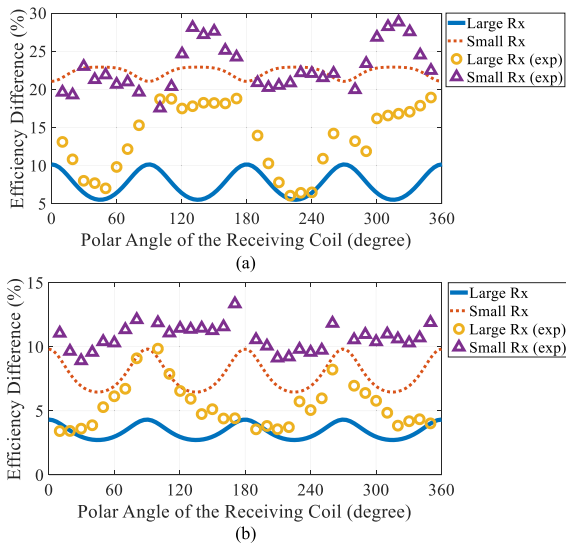 Efficiency Difference (%)
30
25
20
15
10
5
0
60
120
180
240
300
360
Polar Angle of the Receiving Coil (degree)
Large Rx
Small Rx
Large Rx (exp)
Small Rx (exp)
(a)
Efficiency Difference (%)
15
10
5
0
0
60
120
180
240
300
360
Polar Angle of the Receiving Coil (degree)
Large Rx
Small Rx
Large Rx (exp)
Small Rx (exp)
(b)